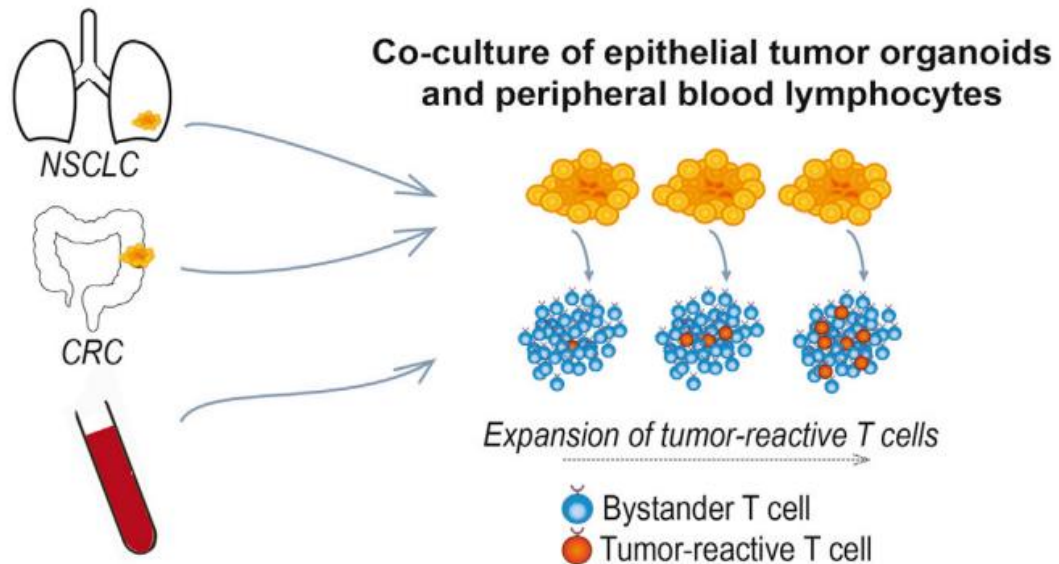 Co-culture of epithelial tumor organoids
and peripheral blood lymphocytes
NSCLC
CRC
Expansion of tumor-reactive T cells
Bystander T cell
Tumor-reactive T cell